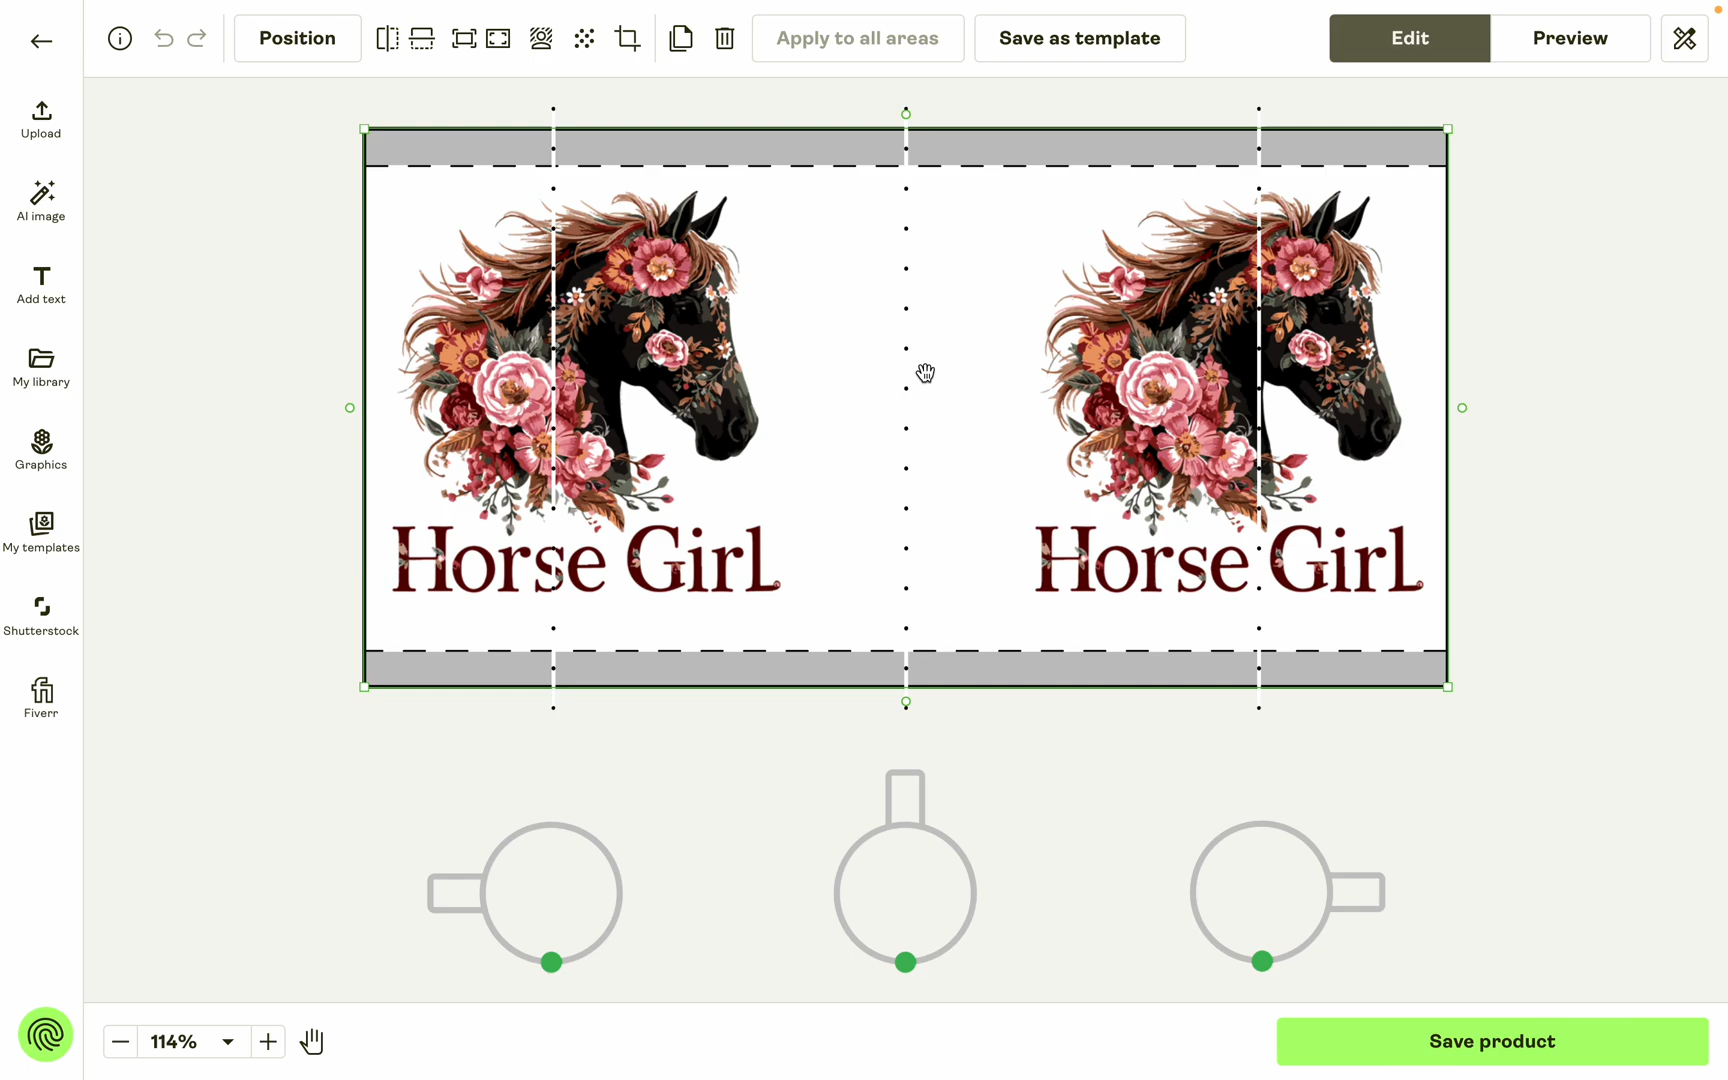 Position
Apply to all areas
Save as template
Edit
Preview
Upload
AI image
Add text
My library
Graphics
My templates
Shutterstock
Fiverr
Horse Girl
Horse Girl
114%
Save product